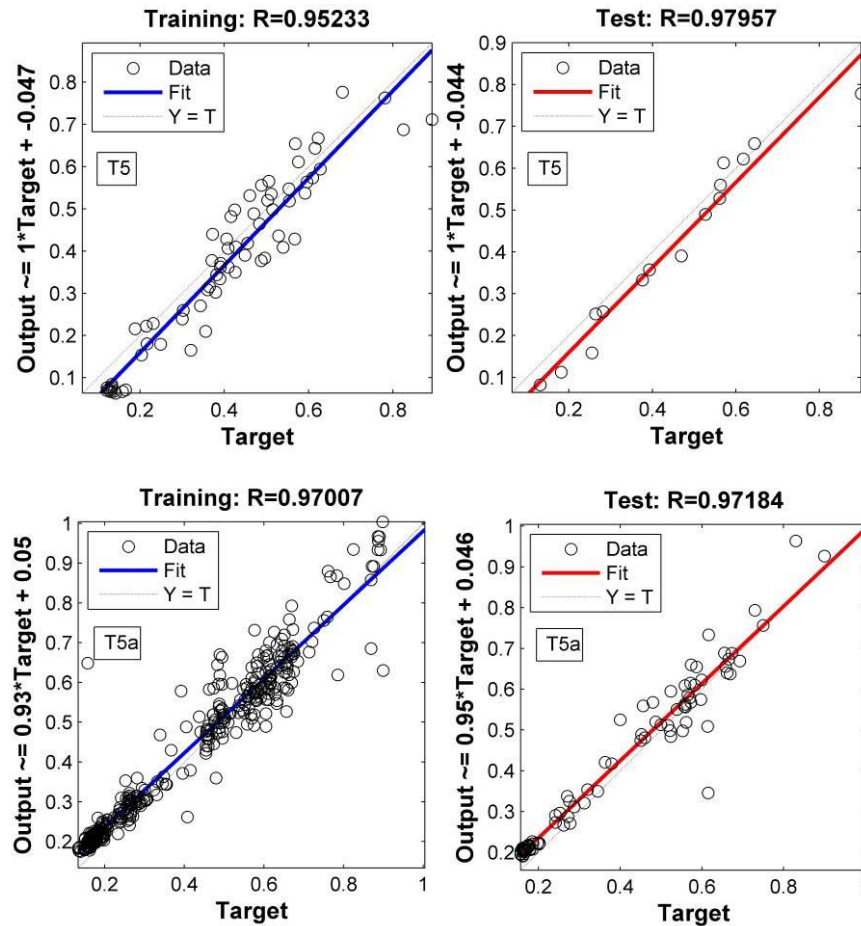 Training: R=0.95233
Test: R=0.97957
Output ~= 1*Target + -0.047
0.8
0.7
0.6
0.5
0.4
0.3
0.2
0.1
Data
Fit
Y = T
T5
0.2
0.4
0.6
0.8
Target
Output ~= 1*Target + -0.044
0.9
0.8
0.7
0.6
0.5
0.4
0.3
0.2
0.1
Data
Fit
Y = T
T5
0.2
0.4
0.6
0.8
Target
Training: R=0.97007
Test: R=0.97184
Output ~= 0.93*Target + 0.05
1
0.9
0.8
0.7
0.6
0.5
0.4
0.3
0.2
Data
Fit
Y = T
T5a
0.2
0.4
0.6
0.8
1
Target
Output ~= 0.95*Target + 0.046
1
0.9
0.8
0.7
0.6
0.5
0.4
0.3
0.2
Data
Fit
Y = T
T5a
0.2
0.4
0.6
0.8
Target